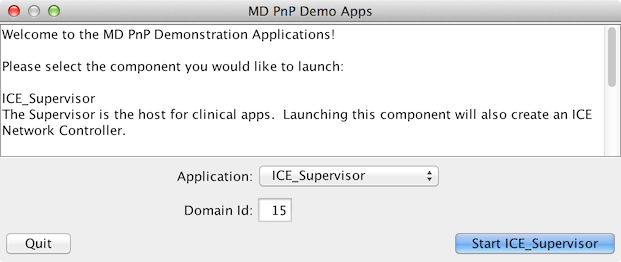 MD PnP Demo Apps
Welcome to the MD PnP Demonstration Applications!
Please select the component you would like to launch:
ICE_Supervisor
The Supervisor is the host for clinical apps.  Launching this component will also create an ICE
Network Controller.
Application: ICE_Supervisor
Domain Id: 15
Quit Start ICE_Supervisor